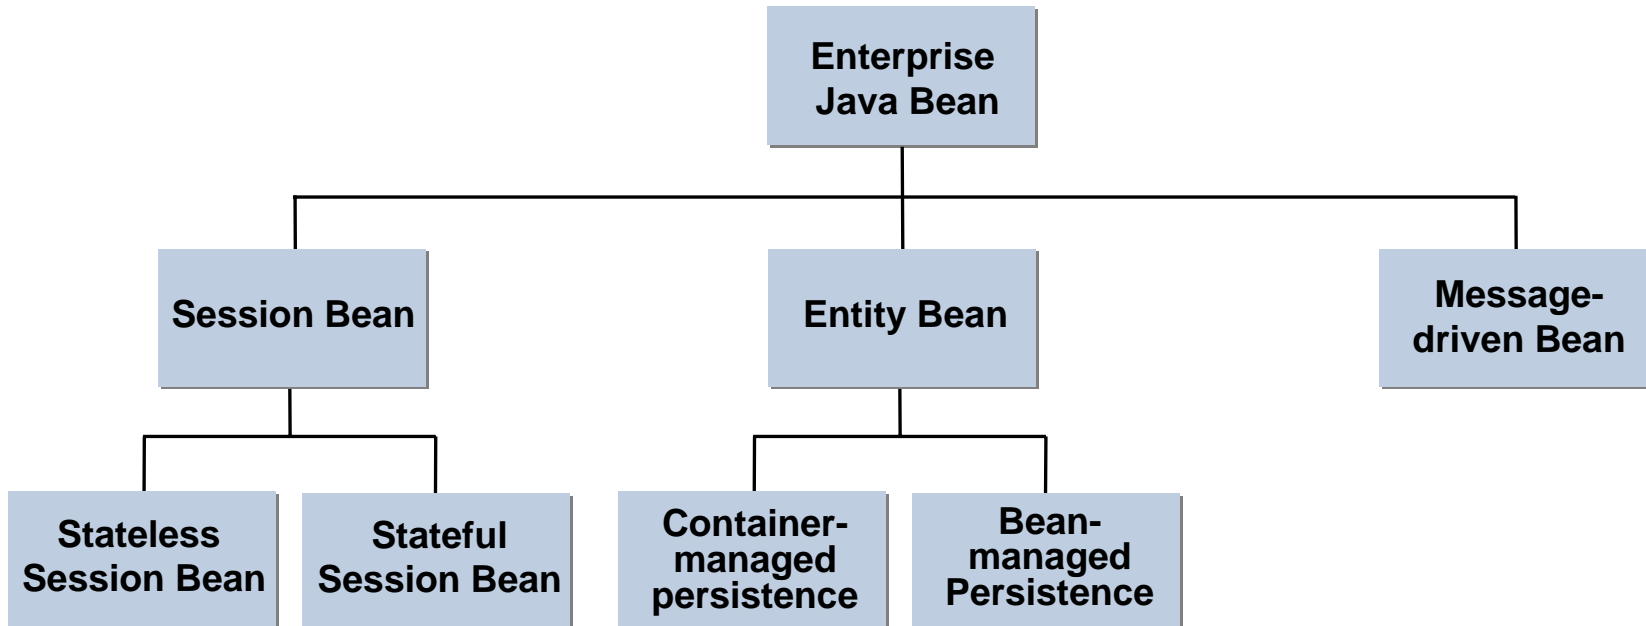 Enterprise
Java Bean
Session Bean
Entity Bean
Message-
driven Bean
Stateless
Session Bean
Stateful
Session Bean
Container-
managed
persistence
Bean-
managed
Persistence